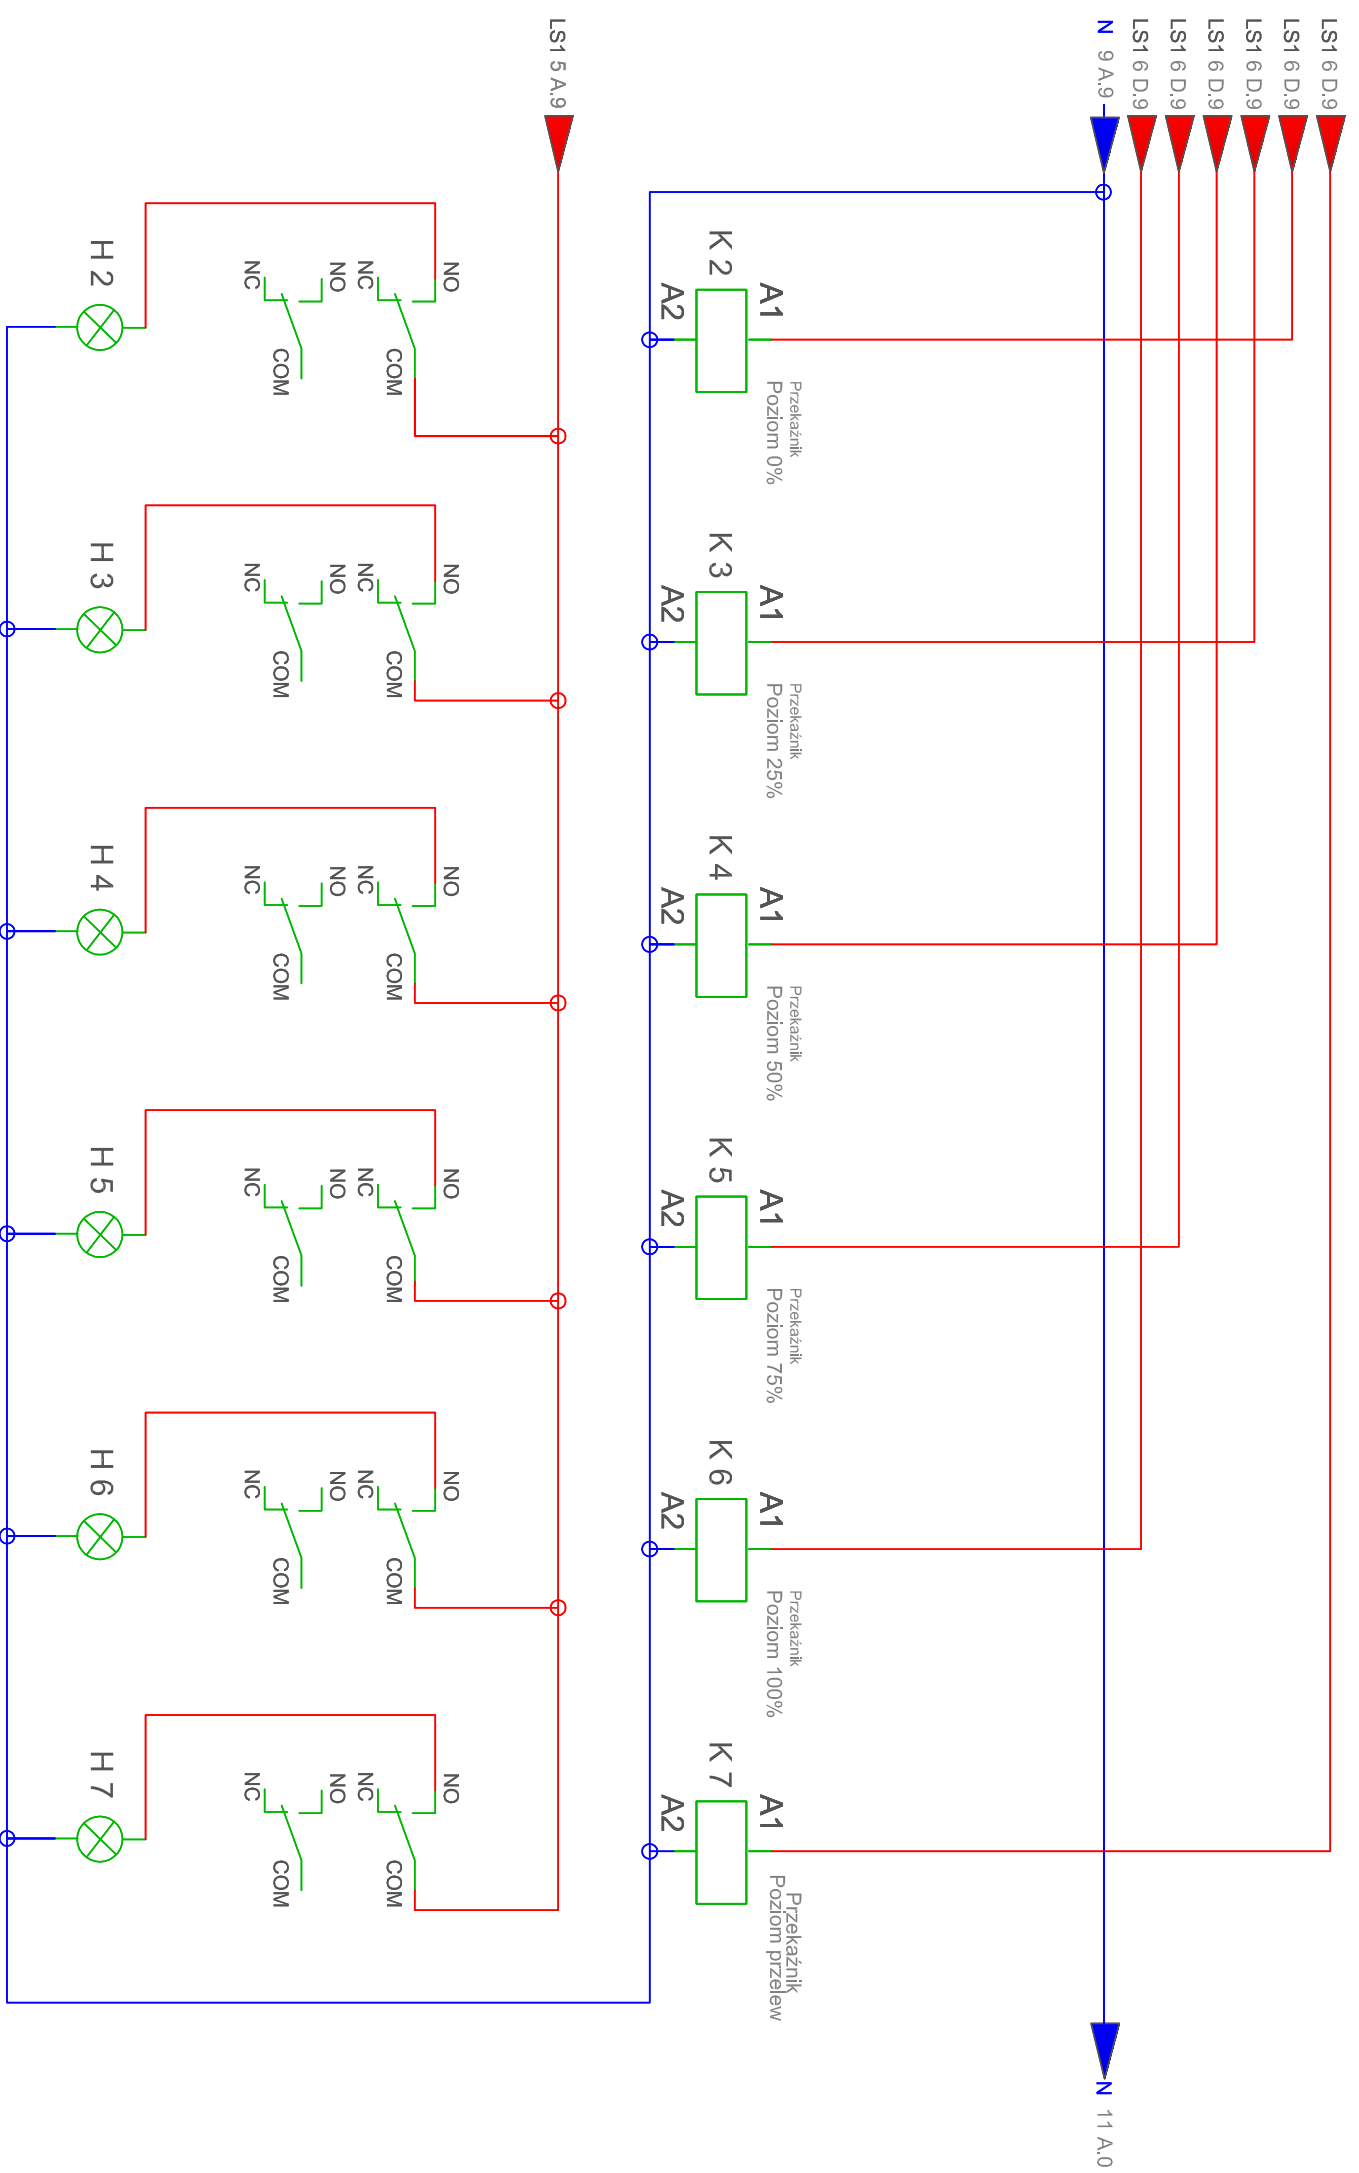 LS1 6 D.9
LS1 6 D.9
LS1 6 D.9
LS1 6 D.9
LS1 6 D.9
LS1 6 D.9
N 9 A.9
N 11 A.0
K 2
A1
A2
Przekaźnik
Poziom 0%
K 3
A1
A2
Przekaźnik
Poziom 25%
K 4
A1
A2
Przekaźnik
Poziom 50%
K 5
A1
A2
Przekaźnik
Poziom 75%
K 6
A1
A2
Przekaźnik
Poziom 100%
K 7
A1
A2
Przekaźnik
Poziom przelew
LS1 5 A.9
NO
NC
COM
NO
NC
COM
NO
NC
COM
NO
NC
COM
NO
NC
COM
NO
NC
COM
NO
NC
COM
NO
NC
COM
NO
NC
COM
NO
NC
COM
NO
NC
COM
NO
NC
COM
H 2
H 3
H 4
H 5
H 6
H 7